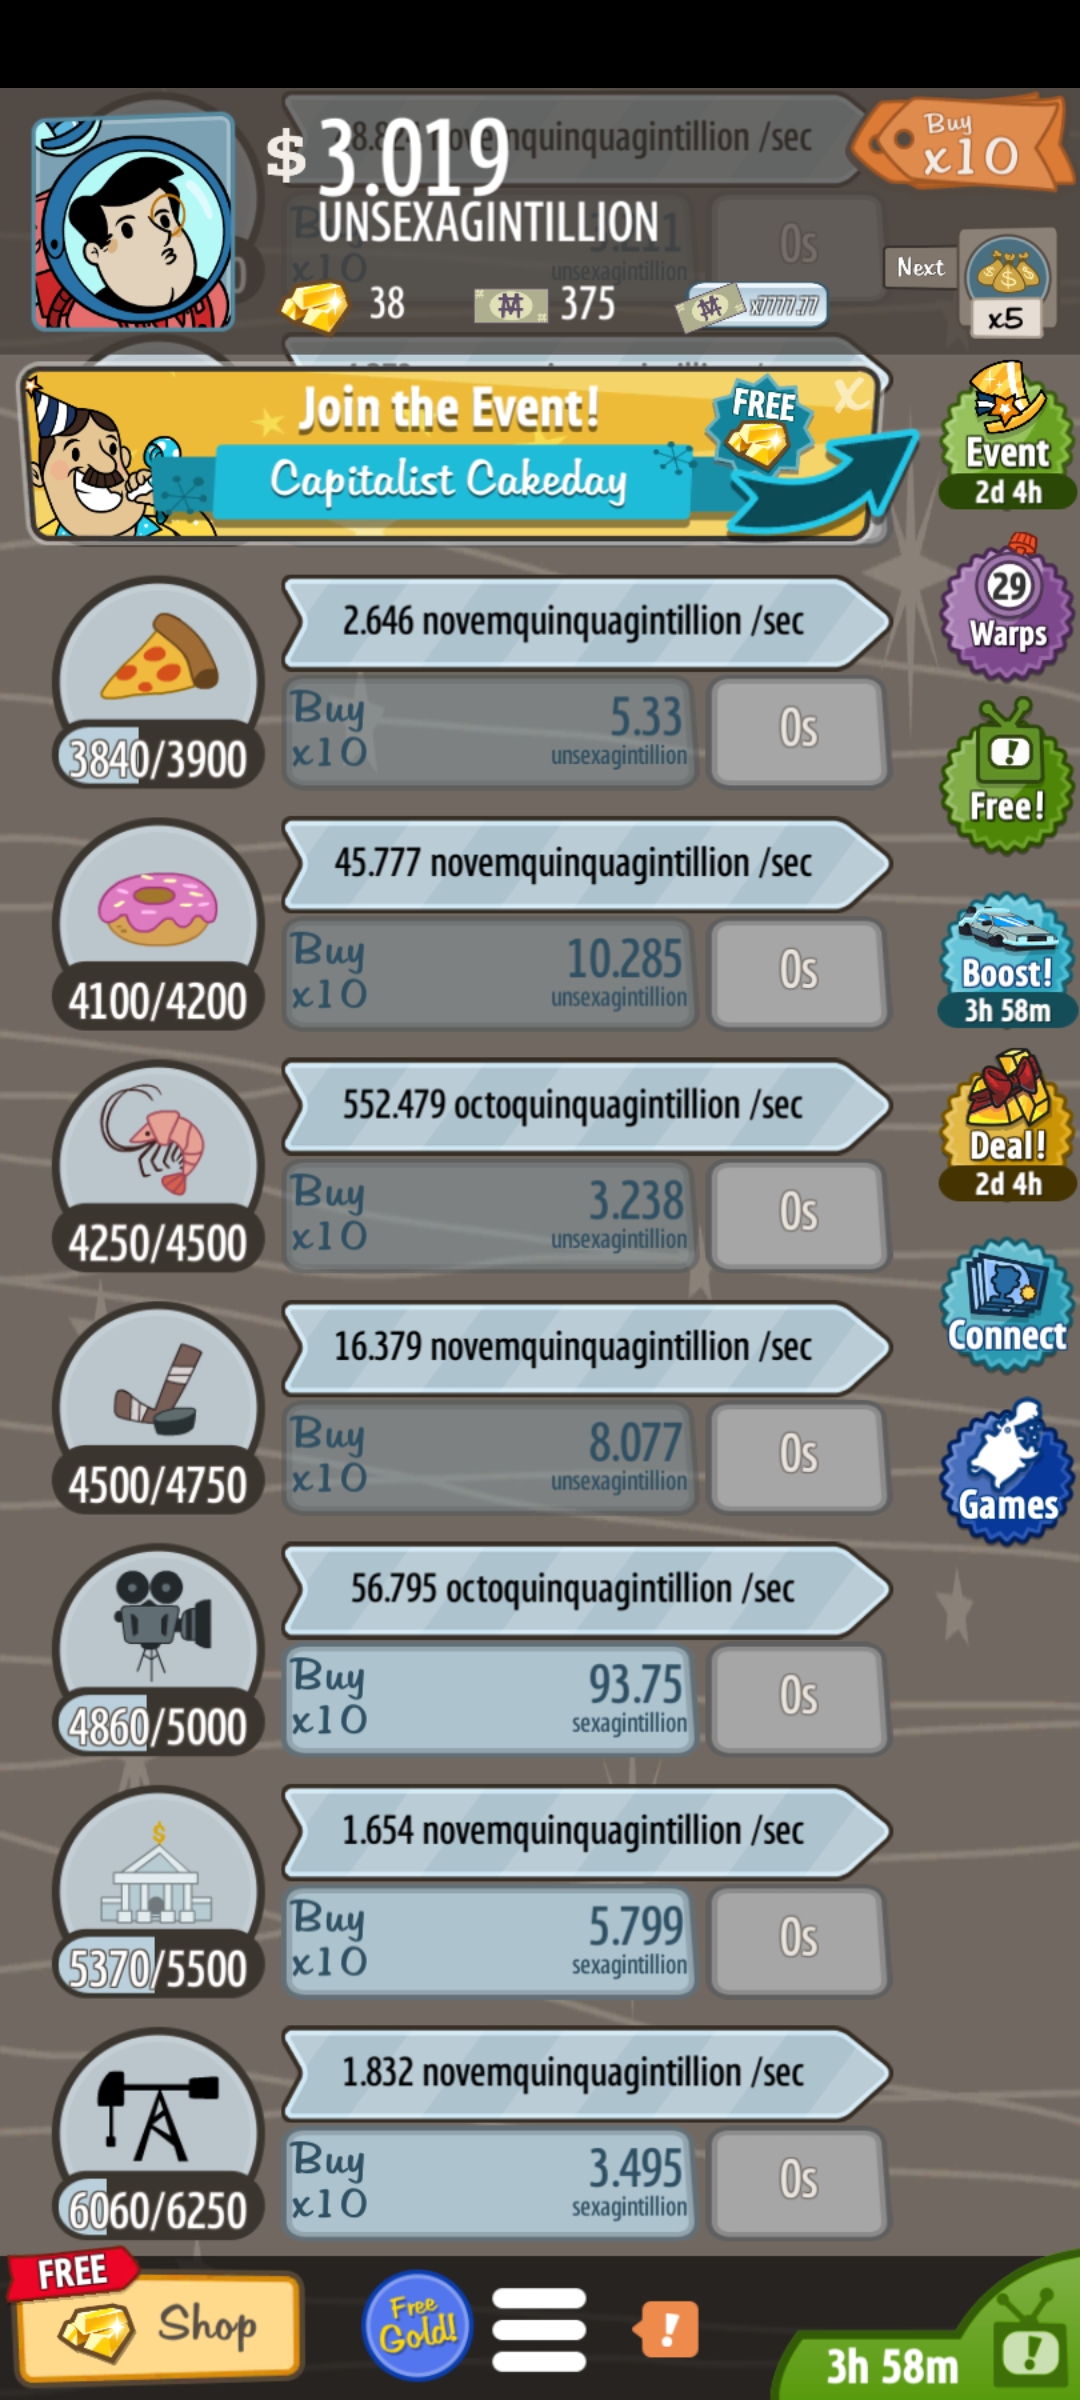 $ 3.019
UNSEXAGINTILLION
novemquinquagintillion /sec
Buy
x10
unsexagintillion
0s
Buy
x10
38
375
x7777.77
Next
x5
Join the Event!
Capitalist Cakeday
FREE
x
Event
2d 4h
29
Warps
Free!
Boost!
3h 58m
Deal!
2d 4h
Connect
Games
2.646 novemquinquagintillion /sec
Buy
x10
5.33
unsexagintillion
0s
3840/3900
45.777 novemquinquagintillion /sec
Buy
x10
10.285
unsexagintillion
0s
4100/4200
552.479 octoquinquagintillion /sec
Buy
x10
3.238
unsexagintillion
0s
4250/4500
16.379 novemquinquagintillion /sec
Buy
x10
8.077
unsexagintillion
0s
4500/4750
56.795 octoquinquagintillion /sec
Buy
x10
93.75
sexagintillion
0s
4860/5000
1.654 novemquinquagintillion /sec
Buy
x10
5.799
sexagintillion
0s
5370/5500
1.832 novemquinquagintillion /sec
Buy
x10
3.495
sexagintillion
0s
6060/6250
FREE
Shop
Free
Gold!
!
3h 58m
!